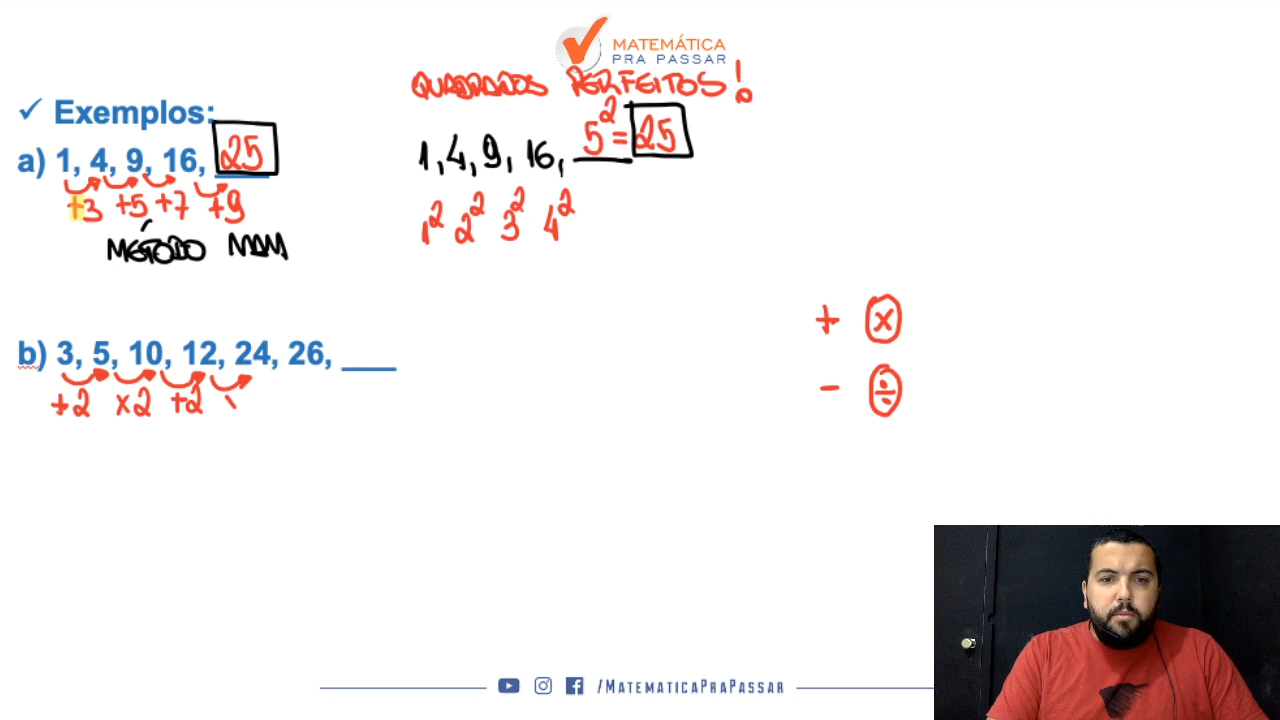 MATEMÁTICA
PRA PASSAR
QUADRADOS PERFEITOS!
✓ Exemplos:
a) 1, 4, 9, 16, 25
+3 +5 +7 +9
MÉTODO MDM
1, 4, 9, 16, 5² = 25
1² 2² 3² 4²
+ ×
- ÷
b) 3, 5, 10, 12, 24, 26, ___
+2 ×2 +2
/MATEMATICAPRAPASSAR